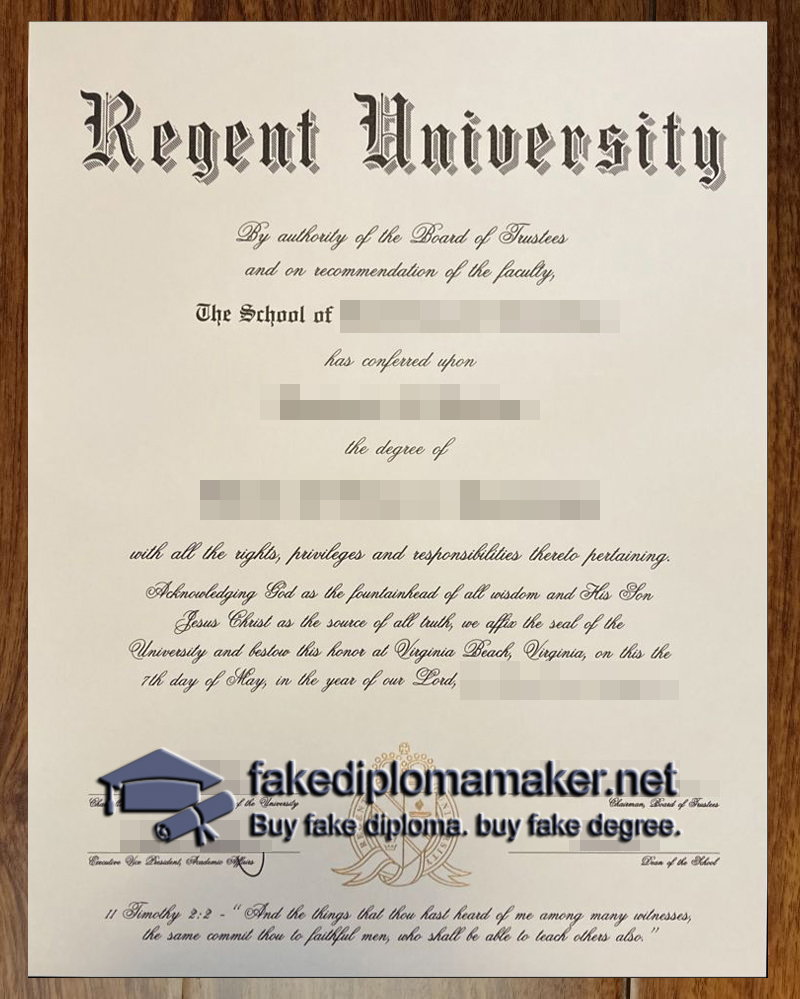 Regent University
By authority of the Board of Trustees
and on recommendation of the faculty,
The School of
has conferred upon
the degree of
with all the rights, privileges and responsibilities thereto pertaining.
Acknowledging God as the fountainhead of all wisdom and His Son
Jesus Christ as the source of all truth, we affix the seal of the
University and bestow this honor at Virginia Beach, Virginia, on this the
7th day of May, in the year of our Lord,
fakediplomamaker.net
of the University
Chairman, Board of Trustees
Buy fake diploma. buy fake degree.
Executive Vice President, Academic Affairs
Dean of the School
11 Timothy 2:2 - “And the things that thou hast heard of me among many witnesses,
the same commit thou to faithful men, who shall be able to teach others also.”